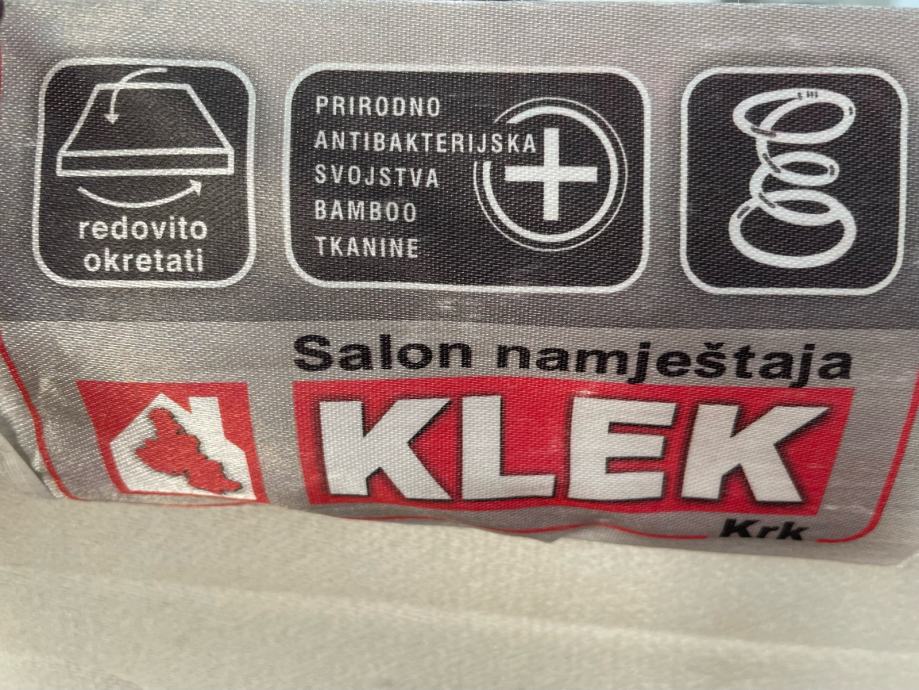 redovito
okretati
PRIRODNO
ANTIBAKTERIJSKA
SVOJSTVA
BAMBOO
TKANINE
Salon namještaja
KLEK
Krk